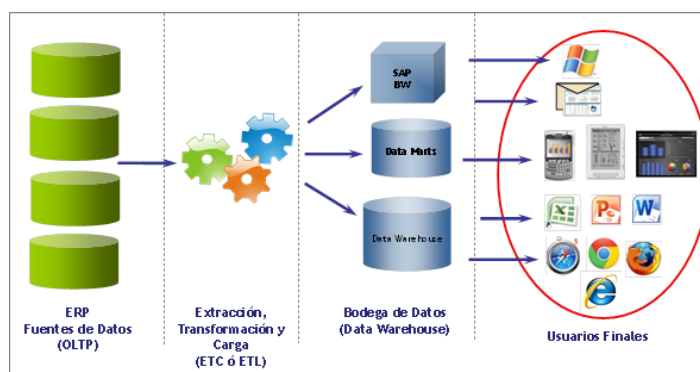 SAP
BW
Data Marts
Data Warehouse
ERP
Fuentes de Datos
(OLTP)
Extracción,
Transformación y
Carga
(ETC ó ETL)
Bodega de Datos
(Data Warehouse)
Usuarios Finales